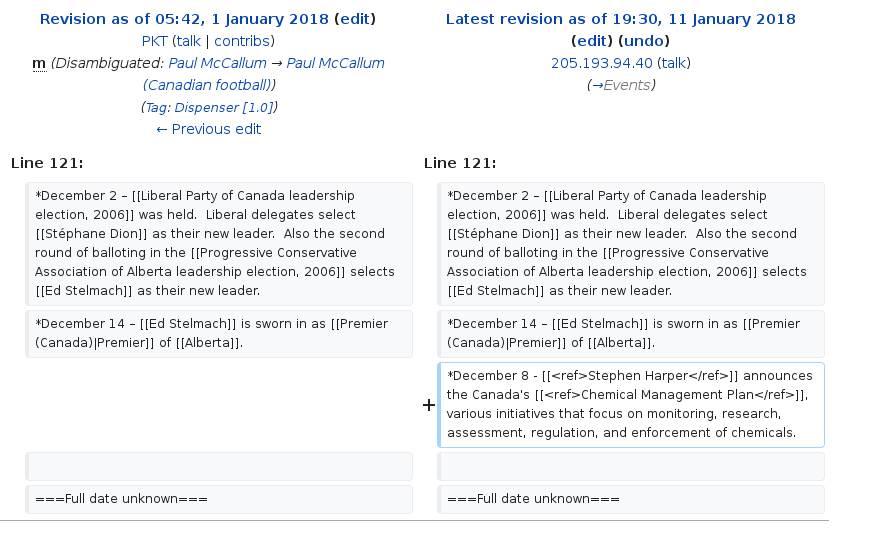 Revision as of 05:42, 1 January 2018 (edit)
PKT (talk | contribs)
m (Disambiguated: Paul McCallum → Paul McCallum
(Canadian football))
(Tag: Dispenser [1.0])
← Previous edit
Latest revision as of 19:30, 11 January 2018
(edit) (undo)
205.193.94.40 (talk)
(→Events)
Line 121:
Line 121:
*December 2 – [[Liberal Party of Canada leadership
election, 2006]] was held.  Liberal delegates select
[[Stéphane Dion]] as their new leader.  Also the second
round of balloting in the [[Progressive Conservative
Association of Alberta leadership election, 2006]] selects
[[Ed Stelmach]] as their new leader.
*December 2 – [[Liberal Party of Canada leadership
election, 2006]] was held.  Liberal delegates select
[[Stéphane Dion]] as their new leader.  Also the second
round of balloting in the [[Progressive Conservative
Association of Alberta leadership election, 2006]] selects
[[Ed Stelmach]] as their new leader.
*December 14 – [[Ed Stelmach]] is sworn in as [[Premier
(Canada)|Premier]] of [[Alberta]].
*December 14 – [[Ed Stelmach]] is sworn in as [[Premier
(Canada)|Premier]] of [[Alberta]].
+
*December 8 - [[<ref>Stephen Harper</ref>]] announces
the Canada's [[<ref>Chemical Management Plan</ref>]],
various initiatives that focus on monitoring, research,
assessment, regulation, and enforcement of chemicals.
===Full date unknown===
===Full date unknown===